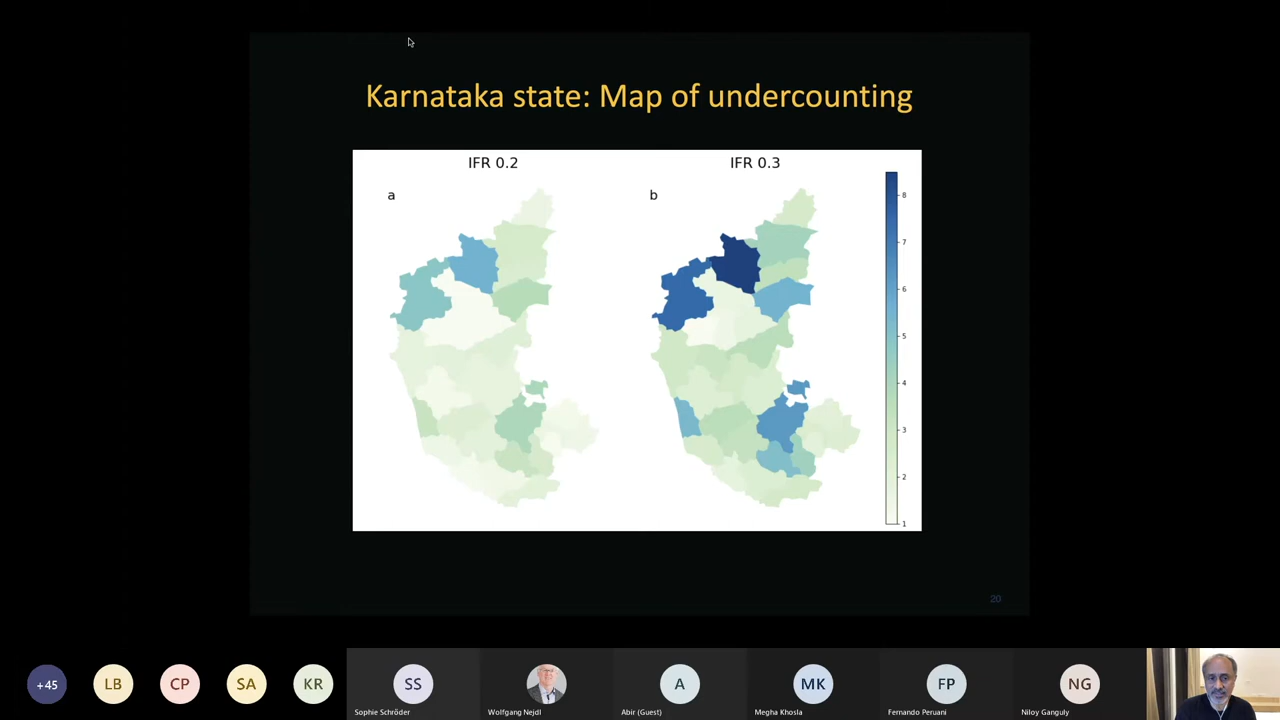 Karnataka state: Map of undercounting
IFR 0.2
IFR 0.3
a
b
8
7
6
5
4
3
2
1
20
+45
LB
CP
SA
KR
SS
A
MK
FP
NG
Sophie Schröder
Wolfgang Nejdl
Abir (Guest)
Megha Khosla
Fernando Peruani
Niloy Ganguly